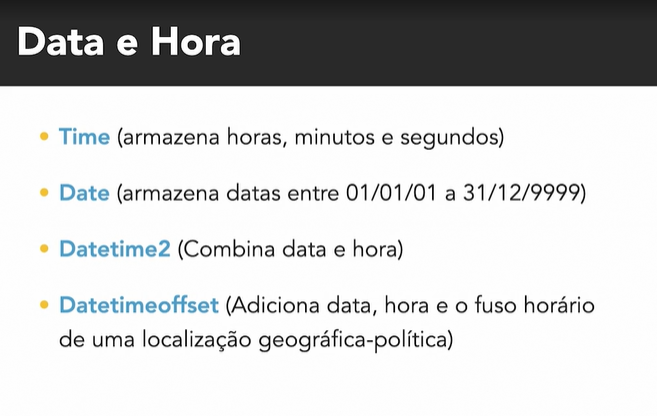 Data e Hora
• Time (armazena horas, minutos e segundos)
• Date (armazena datas entre 01/01/01 a 31/12/9999)
• Datetime2 (Combina data e hora)
• Datetimeoffset (Adiciona data, hora e o fuso horário
de uma localização geográfica-política)